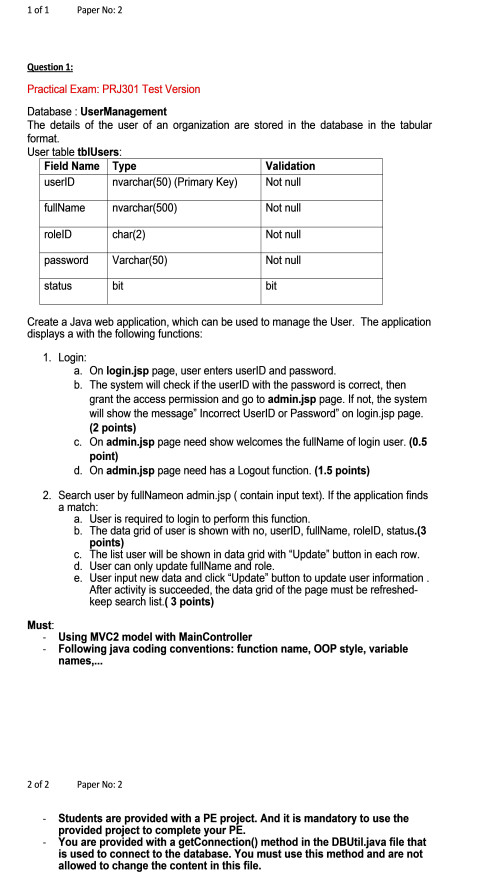 1 of 1 Paper No: 2
Question 1:
Practical Exam: PRJ301 Test Version
Database : UserManagement
The details of the user of an organization are stored in the database in the tabular
format.
User table tblUsers:
Field Name Type Validation
userID nvarchar(50) (Primary Key) Not null
fullName nvarchar(500) Not null
roleID char(2) Not null
password Varchar(50) Not null
status bit bit
Create a Java web application, which can be used to manage the User. The application
displays a with the following functions:
1. Login:
a. On login.jsp page, user enters userID and password.
b. The system will check if the userID with the password is correct, then
grant the access permission and go to admin.jsp page. If not, the system
will show the message" Incorrect UserID or Password" on login.jsp page.
(2 points)
c. On admin.jsp page need show welcomes the fullName of login user. (0.5
point)
d. On admin.jsp page need has a Logout function. (1.5 points)
2. Search user by fullNameon admin.jsp ( contain input text). If the application finds
a match:
a. User is required to login to perform this function.
b. The data grid of user is shown with no, userID, fullName, roleID, status.(3
points)
c. The list user will be shown in data grid with "Update" button in each row.
d. User can only update fullName and role.
e. User input new data and click "Update" button to update user information .
After activity is succeeded, the data grid of the page must be refreshed-
keep search list.( 3 points)
Must:
- Using MVC2 model with MainController
- Following java coding conventions: function name, OOP style, variable
names,...
2 of 2 Paper No: 2
- Students are provided with a PE project. And it is mandatory to use the
provided project to complete your PE.
- You are provided with a getConnection() method in the DBUtil.java file that
is used to connect to the database. You must use this method and are not
allowed to change the content in this file.